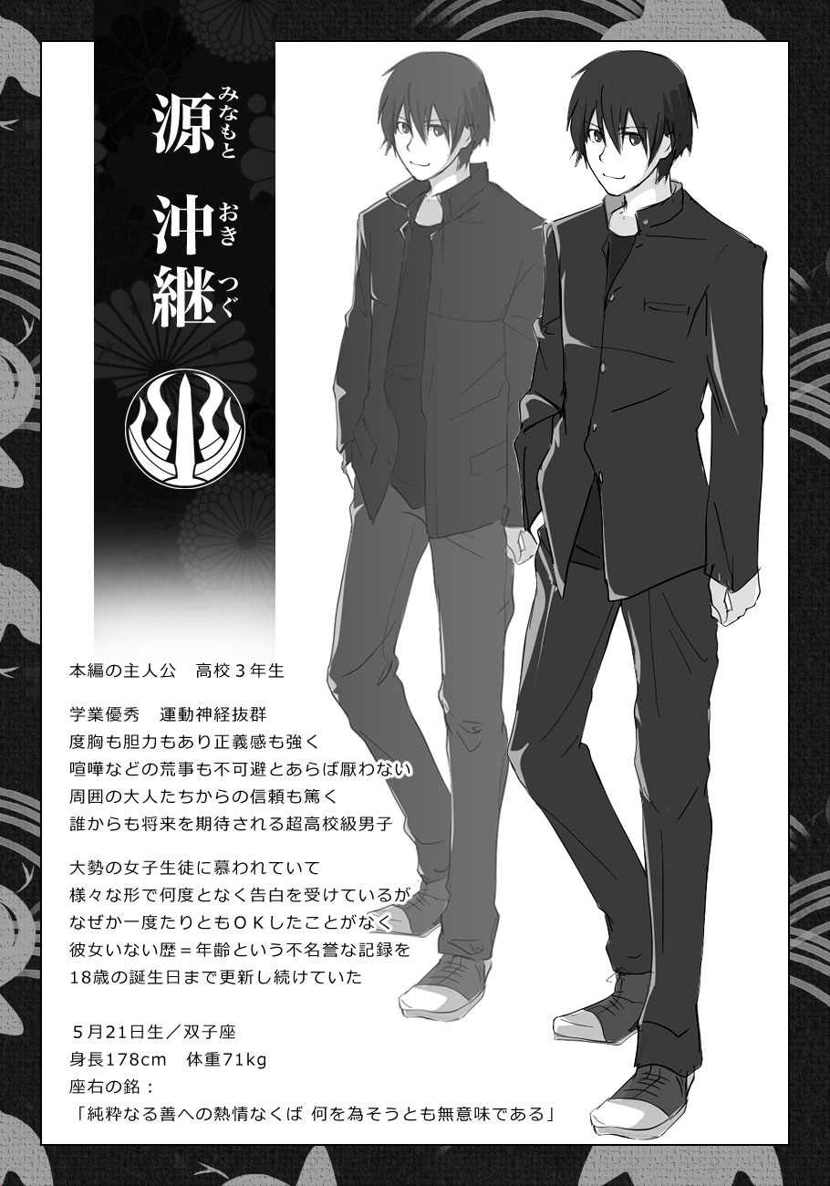 源 沖継
みなもと おき つぐ
本編の主人公　高校３年生
学業優秀　運動神経抜群
度胸も胆力もあり正義感も強く
喧嘩などの荒事も不可避とあらば厭わない
周囲の大人たちからの信頼も篤く
誰からも将来を期待される超高校級男子
大勢の女子生徒に慕われていて
様々な形で何度となく告白を受けているが
なぜか一度たりともＯＫしたことがなく
彼女いない歴＝年齢という不名誉な記録を
18歳の誕生日まで更新し続けていた
５月21日生／双子座
身長178cm　体重71kg
座右の銘：
「純粋なる善への熱情なくば 何を為そうとも無意味である」